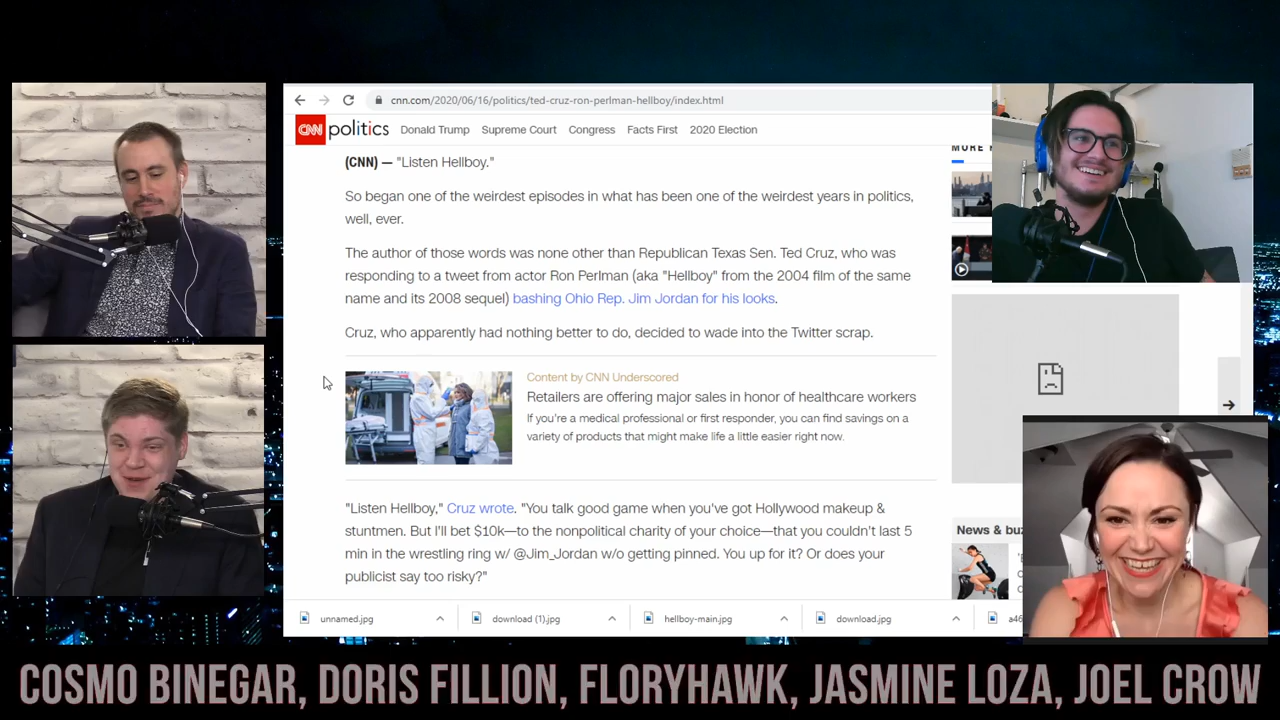 cnn.com/2020/06/16/politics/ted-cruz-ron-perlman-hellboy/index.html
CNN politics Donald Trump Supreme Court Congress Facts First 2020 Election
(CNN) — "Listen Hellboy."
MORE
So began one of the weirdest episodes in what has been one of the weirdest years in politics,
well, ever.
The author of those words was none other than Republican Texas Sen. Ted Cruz, who was
responding to a tweet from actor Ron Perlman (aka "Hellboy" from the 2004 film of the same
name and its 2008 sequel) bashing Ohio Rep. Jim Jordan for his looks.
Cruz, who apparently had nothing better to do, decided to wade into the Twitter scrap.
Content by CNN Underscored
Retailers are offering major sales in honor of healthcare workers
If you're a medical professional or first responder, you can find savings on a
variety of products that might make life a little easier right now.
"Listen Hellboy," Cruz wrote. "You talk good game when you've got Hollywood makeup &
stuntmen. But I'll bet $10k—to the nonpolitical charity of your choice—that you couldn't last 5
min in the wrestling ring w/ @Jim_Jordan w/o getting pinned. You up for it? Or does your
publicist say too risky?"
News & bu
unnamed.jpg download (1).jpg hellboy-main.jpg download.jpg a46
COSMO BINEGAR, DORIS FILLION, FLORYHAWK, JASMINE LOZA, JOEL CROW